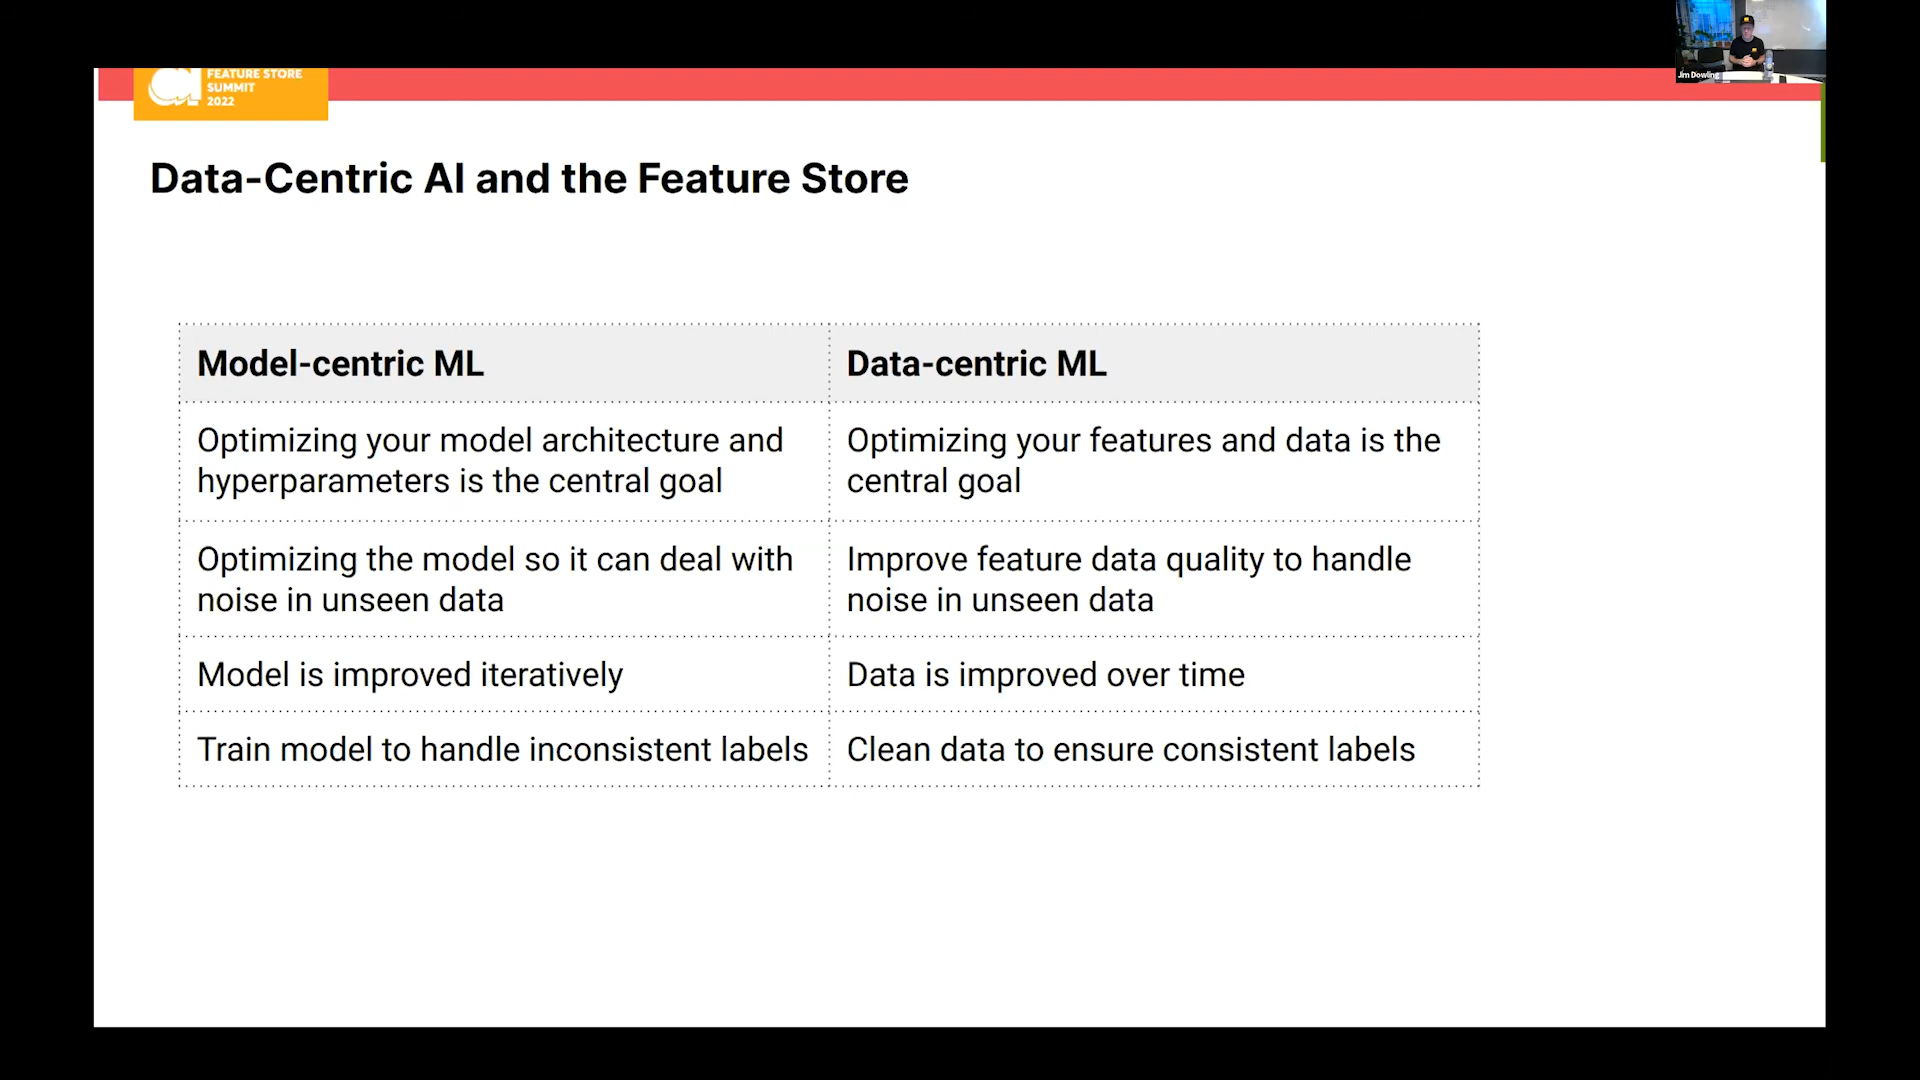 Jim Dowling
FEATURE STORE
SUMMIT
2022
Data-Centric AI and the Feature Store
Model-centric ML
Data-centric ML
Optimizing your model architecture and
hyperparameters is the central goal
Optimizing your features and data is the
central goal
Optimizing the model so it can deal with
noise in unseen data
Improve feature data quality to handle
noise in unseen data
Model is improved iteratively
Data is improved over time
Train model to handle inconsistent labels
Clean data to ensure consistent labels